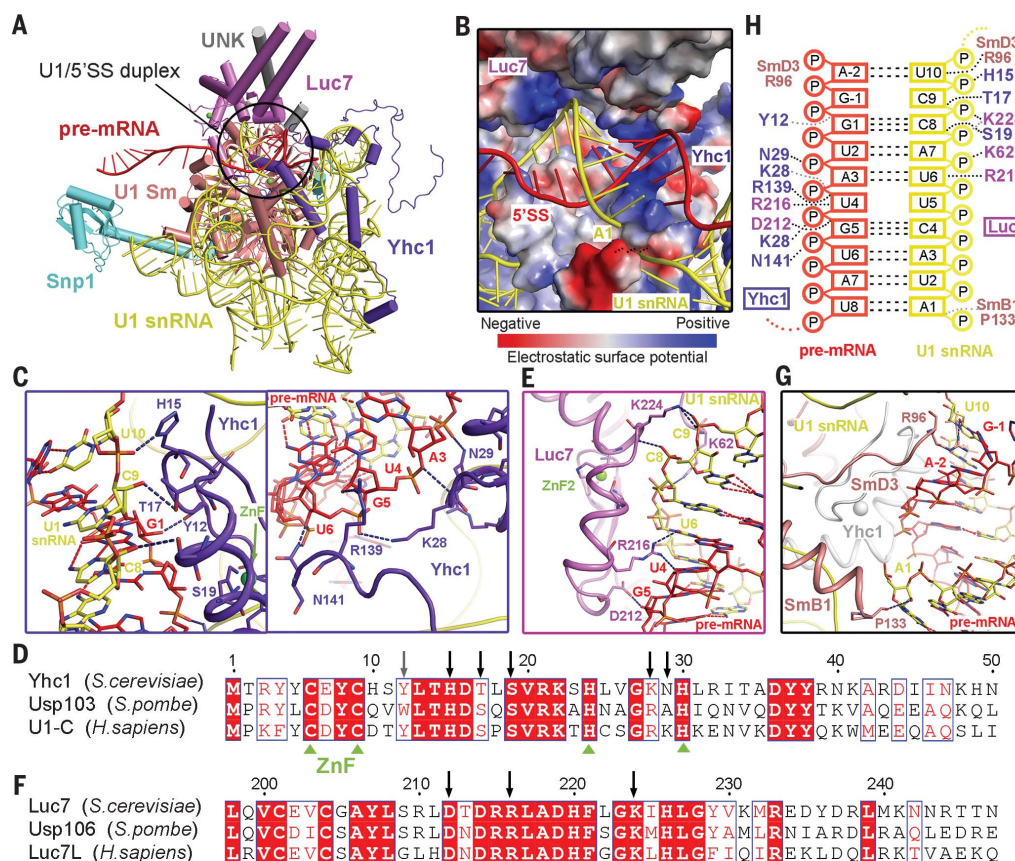 A
UNK
Luc7
U1/5'SS duplex
pre-mRNA
U1 Sm
Snp1
Yhc1
U1 snRNA
B
Luc7
Yhc1
5'SS
A1
U1 snRNA
Negative
Positive
Electrostatic surface potential
H
SmD3
R96
P
A-2
U10
P
SmD3
R96
H15
P
G-1
C9
P
T17
Y12
P
G1
C8
P
K224
S19
N29
P
U2
A7
P
K62
K28
P
A3
U6
P
R216
R139
R216
P
U4
U5
P
D212
P
G5
C4
P
Luc7
K28
N141
P
U6
A3
P
Yhc1
P
A7
U2
P
SmB1
P
U8
A1
P
P133
P
pre-mRNA
U1 snRNA
C
H15
Yhc1
U10
C9
T17
U1
snRNA
G1
Y12
ZnF
C8
S19
pre-mRNA
A3
N29
U4
G5
U6
R139
K28
N141
Yhc1
E
K224
U1 snRNA
C9
K62
Luc7
C8
ZnF2
U6
R216
U4
G5
D212
pre-mRNA
G
U1 snRNA
R96
U10
G-1
A-2
SmD3
Yhc1
A1
SmB1
P133
pre-mRNA
D
1 10 20 30 40 50
Yhc1 (S.cerevisiae) MTRYYCEYCHSYLTHDTLSVRKSHLVGKNHLRITADYYRNKARDIINKHN
Usp103 (S.pombe) MPRYLCDYCQVWLTHDSQSVRKAHNAGRAHIQNVQDYYTKVAQEEAQKQL
U1-C (H.sapiens) MPKFYCDYCDTYLTHDSPSVRKTHCSGRKHKENVKDYYQKWMEEQAQSLI
ZnF
F
200 210 220 230 240
Luc7 (S.cerevisiae) LQVCEVCGAYLSRLDTDRRLADHFLGKIHLGYVKMREDYDRLMKNNRTTN
Usp106 (S.pombe) LQVCDICSAYLSRLDNDRRLADHFSGKMHLGYAMLRNIARDLRAQLEDRE
Luc7L (H.sapiens) LRVCEVCSAYLGLHDNDRRLADHFGGKLHLGFIQIREKLDQLRKTVAEKQ